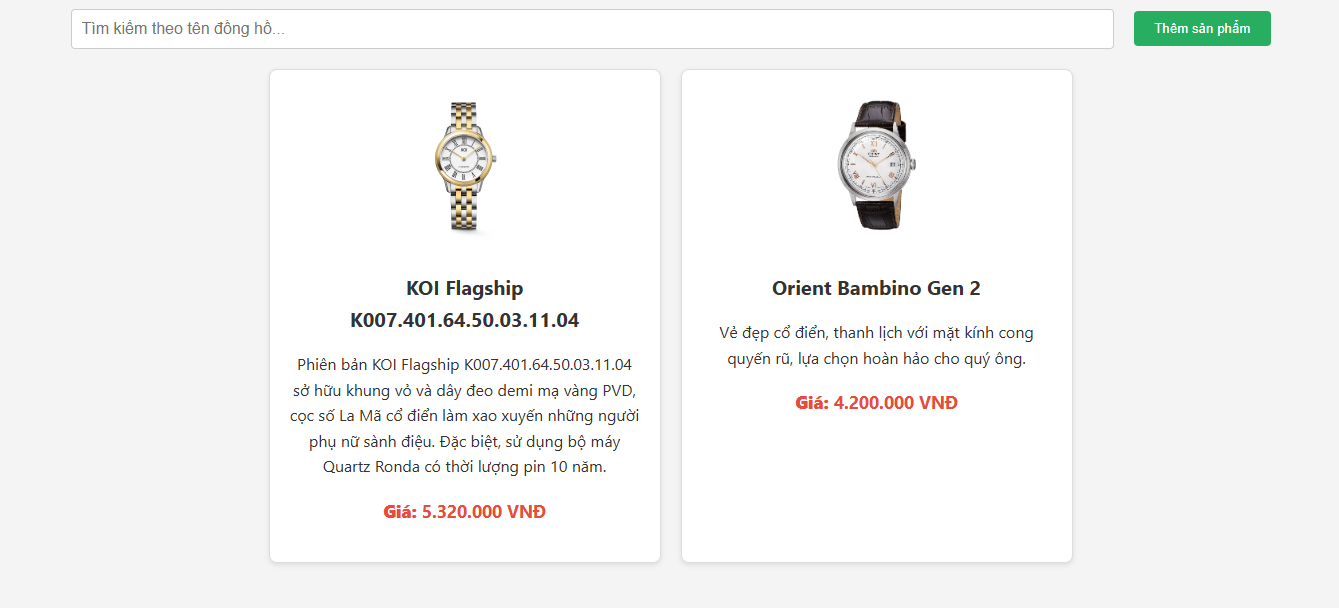 Tìm kiếm theo tên đồng hồ...
Thêm sản phẩm
KOI
KOI Flagship
K007.401.64.50.03.11.04
Phiên bản KOI Flagship K007.401.64.50.03.11.04
sở hữu khung vỏ và dây đeo demi mạ vàng PVD,
cọc số La Mã cổ điển làm xao xuyến những người
phụ nữ sành điệu. Đặc biệt, sử dụng bộ máy
Quartz Ronda có thời lượng pin 10 năm.
Giá: 5.320.000 VNĐ
Orient Bambino Gen 2
Vẻ đẹp cổ điển, thanh lịch với mặt kính cong
quyến rũ, lựa chọn hoàn hảo cho quý ông.
Giá: 4.200.000 VNĐ